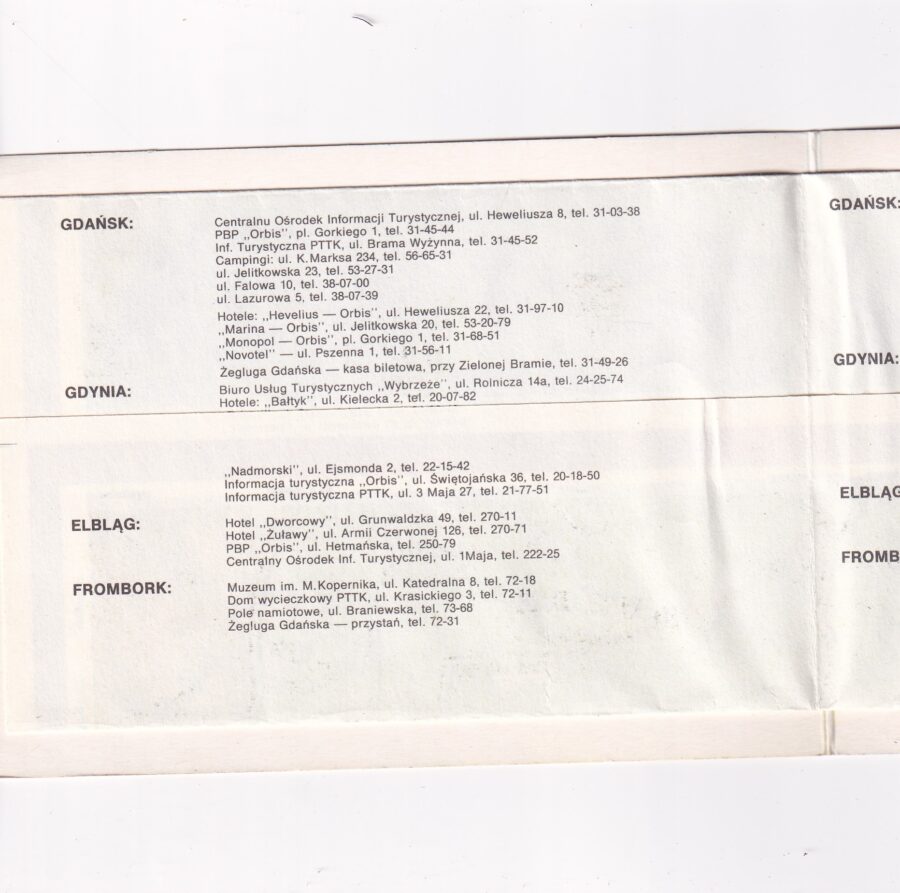 GDAŃSK: Centralnu Ośrodek Informacji Turystycznej, ul. Heweliusza 8, tel. 31-03-38
PBP „Orbis”, pl. Gorkiego 1, tel. 31-45-44
Inf. Turystyczna PTTK, ul. Brama Wyżynna, tel. 31-45-52
Campingi: ul. K.Marksa 234, tel. 56-65-31
ul. Jelitkowska 23, tel. 53-27-31
ul. Falowa 10, tel. 38-07-00
ul. Lazurowa 5, tel. 38-07-39
Hotele: „Hevelius — Orbis”, ul. Heweliusza 22, tel. 31-97-10
„Marina — Orbis”, ul. Jelitkowska 20, tel. 53-20-79
„Monopol — Orbis”, pl. Gorkiego 1, tel. 31-68-51
„Novotel” — ul. Pszenna 1, tel. 31-56-11
Żegluga Gdańska — kasa biletowa, przy Zielonej Bramie, tel. 31-49-26
GDYNIA: Biuro Usług Turystycznych „Wybrzeże”, ul. Rolnicza 14a, tel. 24-25-74
Hotele: „Bałtyk”, ul. Kielecka 2, tel. 20-07-82
„Nadmorski”, ul. Ejsmonda 2, tel. 22-15-42
Informacja turystyczna „Orbis”, ul. Świętojańska 36, tel. 20-18-50
Informacja turystyczna PTTK, ul. 3 Maja 27, tel. 21-77-51
ELBLĄG: Hotel „Dworcowy”, ul. Grunwaldzka 49, tel. 270-11
Hotel „Żuławy”, ul. Armii Czerwonej 126, tel. 270-71
PBP „Orbis”, ul. Hetmańska, tel. 250-79
Centralny Ośrodek Inf. Turystycznej, ul. 1Maja, tel. 222-25
FROMBORK: Muzeum im. M.Kopernika, ul. Katedralna 8, tel. 72-18
Dom wycieczkowy PTTK, ul. Krasickiego 3, tel. 72-11
Pole namiotowe, ul. Braniewska, tel. 73-68
Żegluga Gdańska — przystań, tel. 72-31
GDAŃSK:
GDYNIA:
ELBLĄG
FROMB